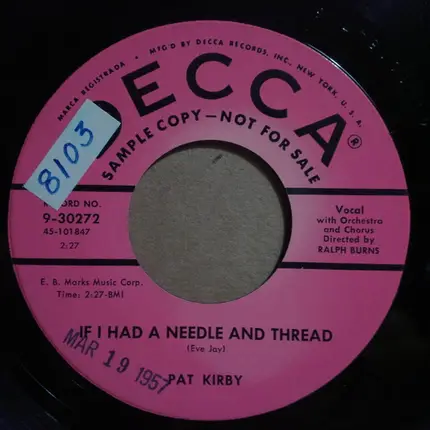 MARCA REGISTRADA • MFG'D BY DECCA RECORDS, INC., NEW YORK, U. S. A.
DECCA®
SAMPLE COPY—NOT FOR SALE
8103
RECORD NO.
9-30272
45-101847
2:27
Vocal
with Orchestra
and Chorus
Directed by
RALPH BURNS
E. B. Marks Music Corp.
Time: 2:27-BMI
IF I HAD A NEEDLE AND THREAD
(Eve Jay)
MAR 19 1957
PAT KIRBY